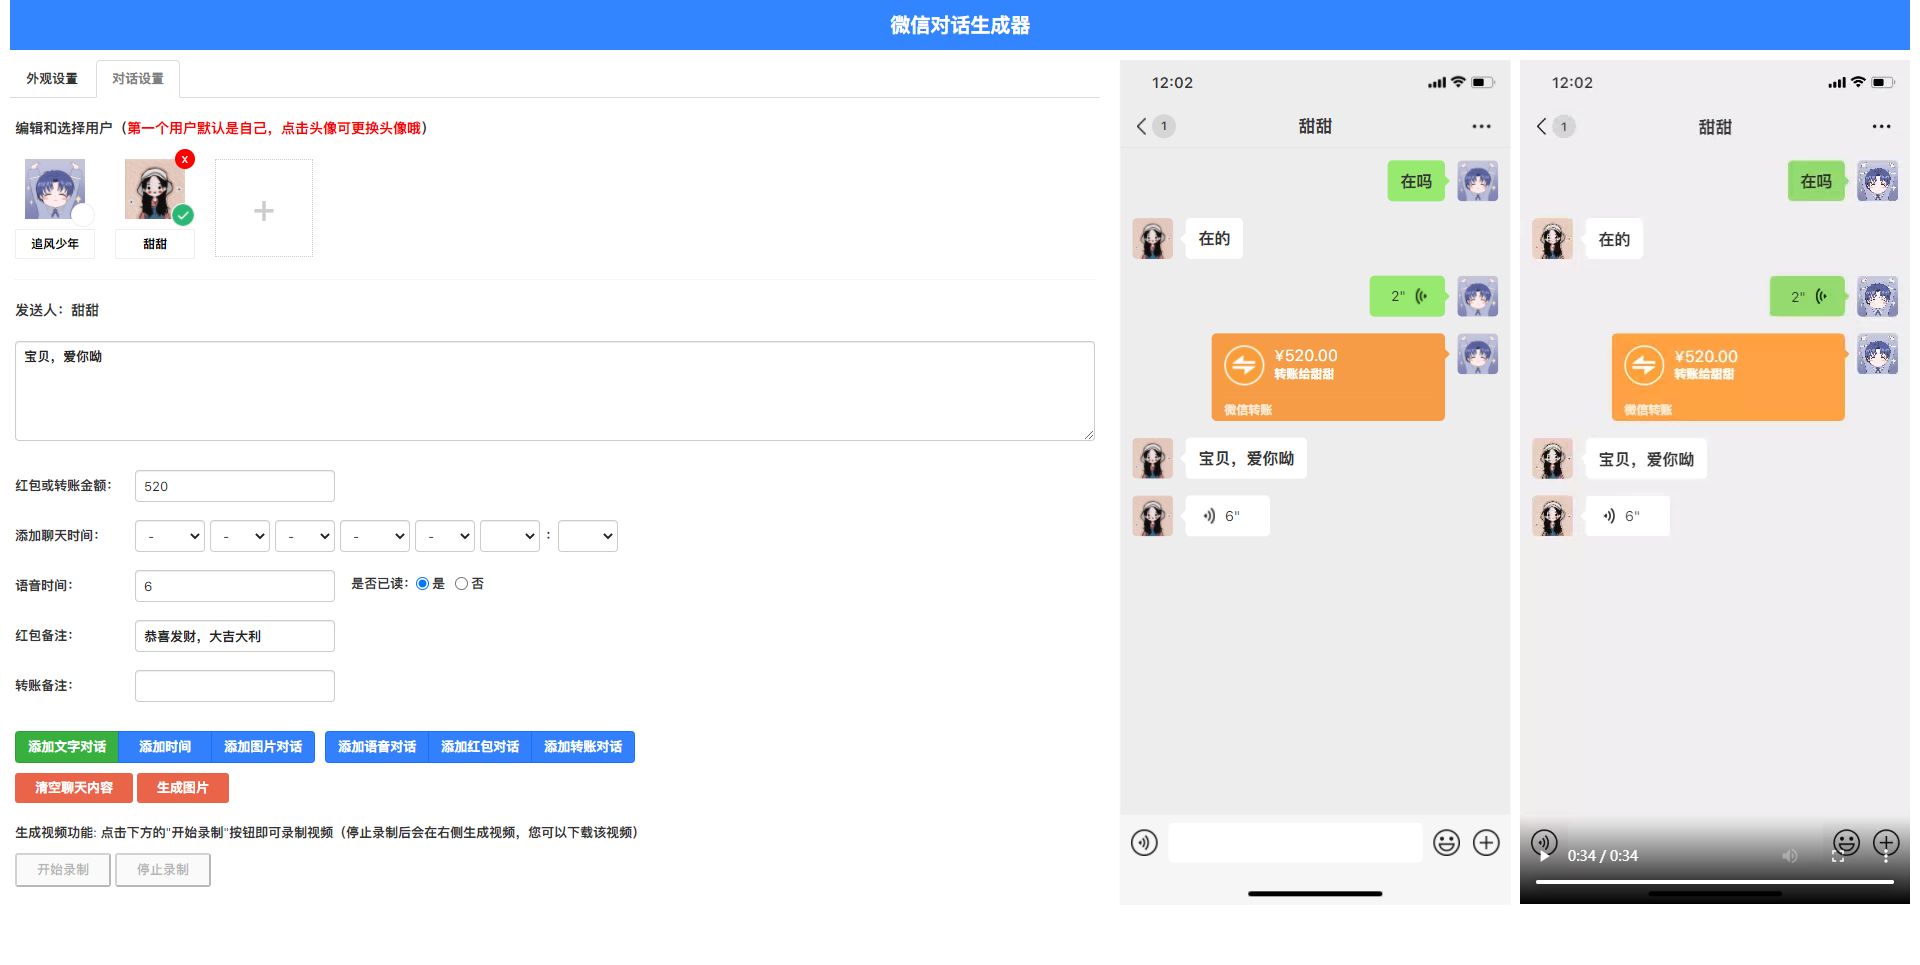 微信对话生成器
外观设置
对话设置
编辑和选择用户（第一个用户默认是自己，点击头像可更换头像哦）
x
追风少年
甜甜
发送人：甜甜
宝贝，爱你呦
红包或转账金额：
520
添加聊天时间：
- - - - - :
语音时间：
6
是否已读： 是 否
红包备注：
恭喜发财，大吉大利
转账备注：
添加文字对话 添加时间 添加图片对话 添加语音对话 添加红包对话 添加转账对话
清空聊天内容 生成图片
生成视频功能: 点击下方的"开始录制"按钮即可录制视频（停止录制后会在右侧生成视频，您可以下载该视频）
开始录制 停止录制
12:02
1
甜甜
在吗
在的
2"
¥520.00
转账给甜甜
微信转账
宝贝，爱你呦
6"
12:02
1
甜甜
在吗
在的
2"
¥520.00
转账给甜甜
微信转账
宝贝，爱你呦
6"
0:34 / 0:34